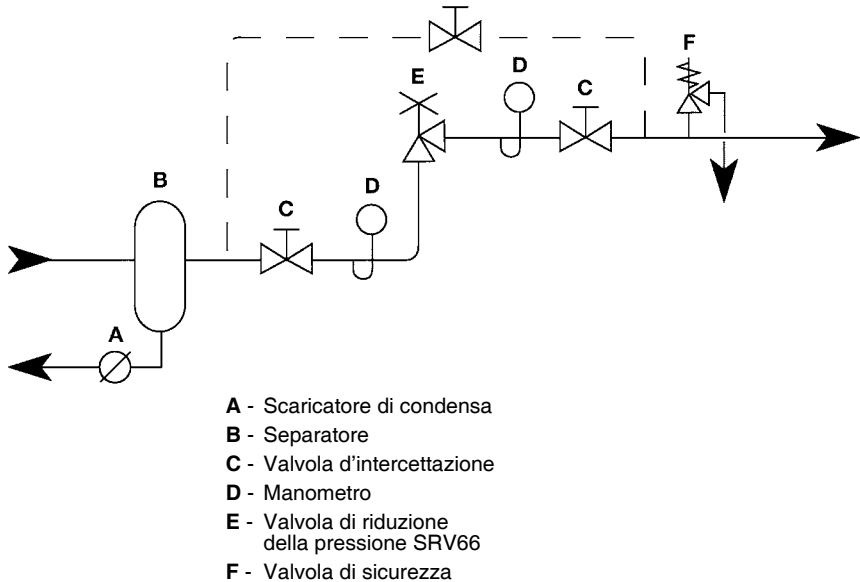 F
D
E
C
B
D
C
A
A - Scaricatore di condensa
B - Separatore
C - Valvola d'intercettazione
D - Manometro
E - Valvola di riduzione
della pressione SRV66
F - Valvola di sicurezza